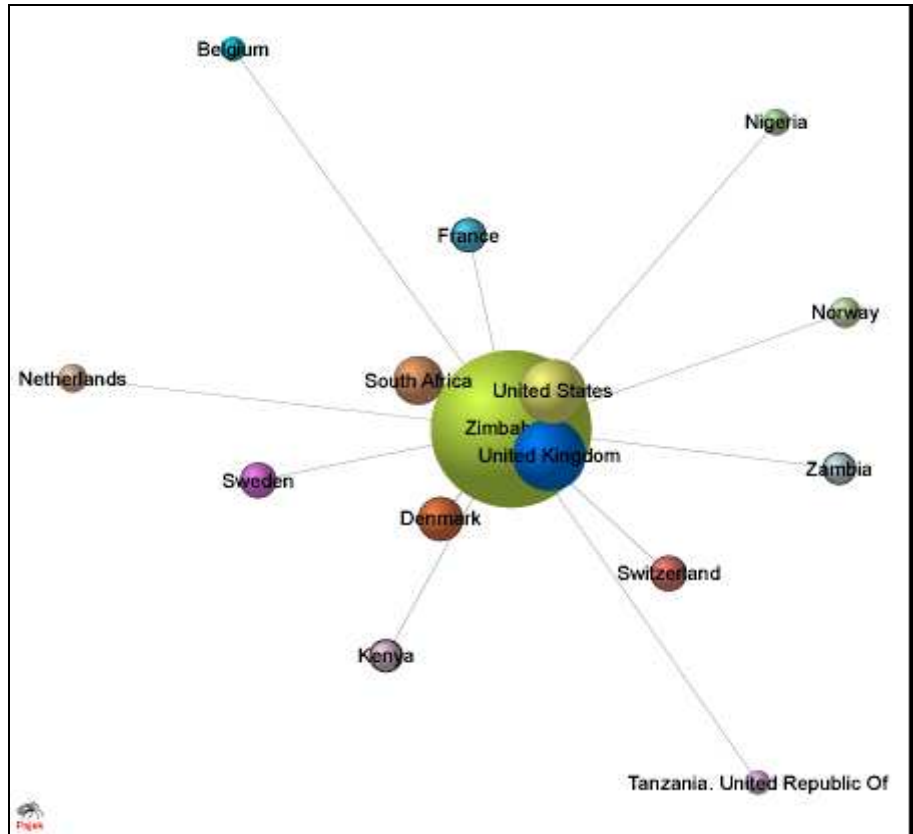 Belgium
Nigeria
France
Norway
Netherlands
South Africa
United States
Zimbab
United Kingdom
Zambia
Sweden
Denmark
Switzerland
Kenya
Tanzania. United Republic Of
Pajek